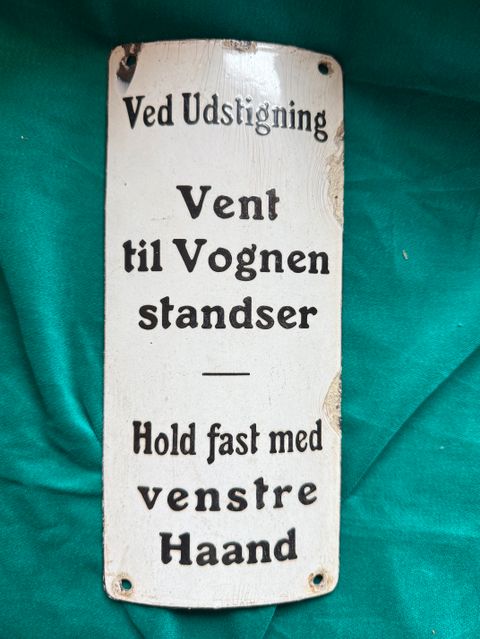 Ved Udstigning
Vent
til Vognen
standser
—
Hold fast med
venstre
Haand